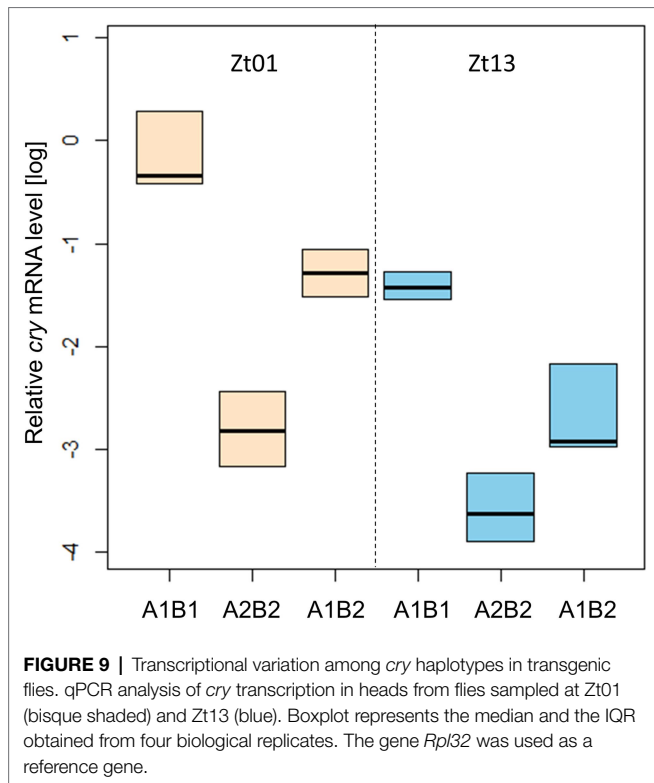 Zt01
Zt13
Relative cry mRNA level [log]
1
0
-1
-2
-3
-4
A1B1 A2B2 A1B2 A1B1 A2B2 A1B2
FIGURE 9 | Transcriptional variation among cry haplotypes in transgenic
flies. qPCR analysis of cry transcription in heads from flies sampled at Zt01
(bisque shaded) and Zt13 (blue). Boxplot represents the median and the IQR
obtained from four biological replicates. The gene Rpl32 was used as a
reference gene.